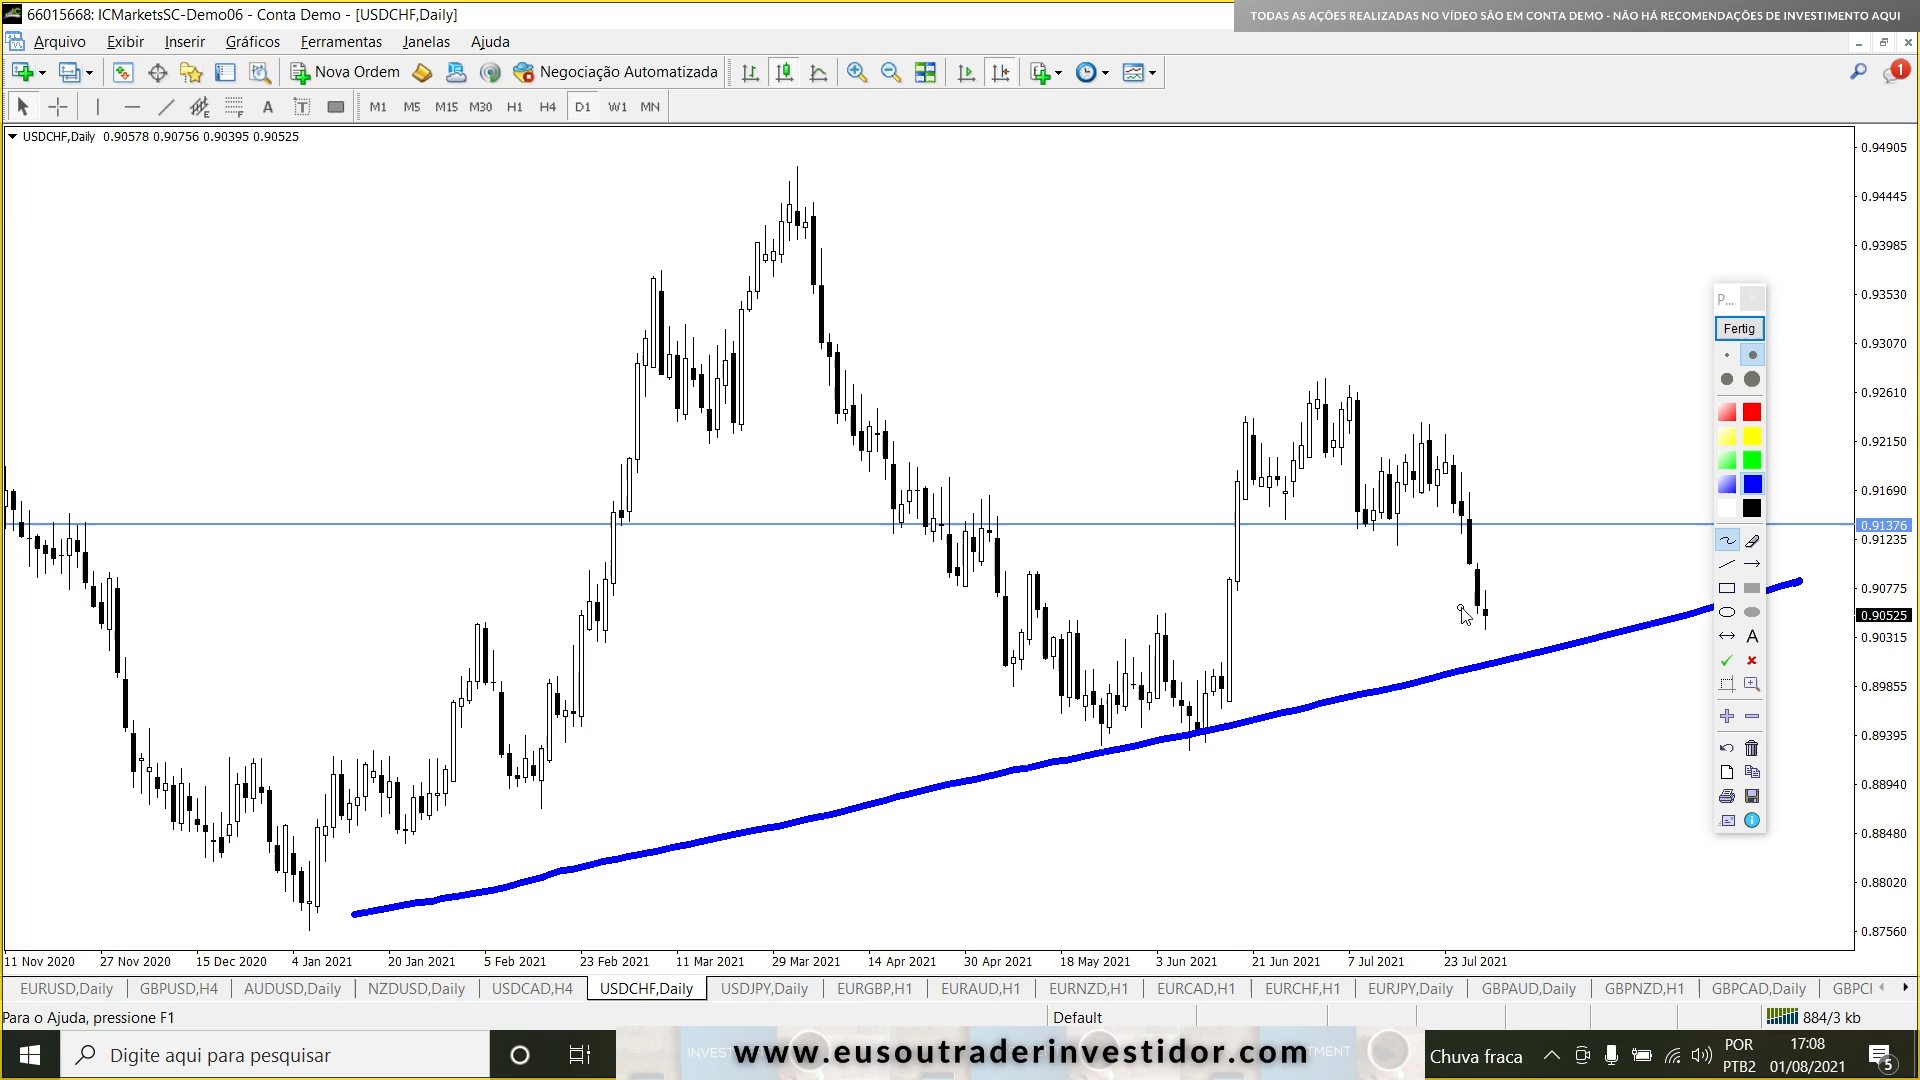 66015668: ICMarketsSC-Demo06 - Conta Demo - [USDCHF,Daily]
TODAS AS AÇÕES REALIZADAS NO VÍDEO SÃO EM CONTA DEMO - NÃO HÁ RECOMENDAÇÕES DE INVESTIMENTO AQUI
Arquivo Exibir Inserir Gráficos Ferramentas Janelas Ajuda
Nova Ordem Negociação Automatizada 1
A T M1 M5 M15 M30 H1 H4 D1 W1 MN
USDCHF,Daily 0.90578 0.90756 0.90395 0.90525
0.94905
0.94445
0.93985
0.93530
0.93070
0.92610
0.92150
0.91690
0.91376
0.91235
0.90775
0.90525
0.90315
0.89855
0.89395
0.88940
0.88480
0.88020
0.87560
P...
Fertig
A
11 Nov 2020 27 Nov 2020 15 Dec 2020 4 Jan 2021 20 Jan 2021 5 Feb 2021 23 Feb 2021 11 Mar 2021 29 Mar 2021 14 Apr 2021 30 Apr 2021 18 May 2021 3 Jun 2021 21 Jun 2021 7 Jul 2021 23 Jul 2021
EURUSD,Daily GBPUSD,H4 AUDUSD,Daily NZDUSD,Daily USDCAD,H4 USDCHF,Daily USDJPY,Daily EURGBP,H1 EURAUD,H1 EURNZD,H1 EURCAD,H1 EURCHF,H1 EURJPY,Daily GBPAUD,Daily GBPNZD,H1 GBPCAD,Daily GBPCI
Para o Ajuda, pressione F1 Default 884/3 kb
Digite aqui para pesquisar
www.eusoutraderinvestidor.com
Chuva fraca
POR
PTB2
17:08
01/08/2021
5